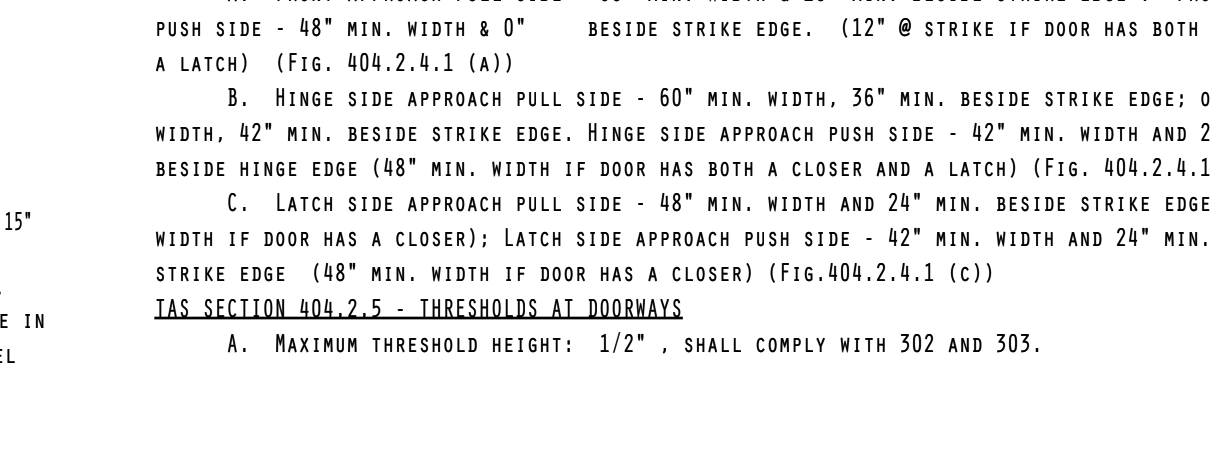 PUSH SIDE - 48" MIN. WIDTH & 0" BESIDE STRIKE EDGE. (12" @ STRIKE IF DOOR HAS BOTH
A LATCH) (FIG. 404.2.4.1 (A))
B. HINGE SIDE APPROACH PULL SIDE - 60" MIN. WIDTH, 36" MIN. BESIDE STRIKE EDGE; O
WIDTH, 42" MIN. BESIDE STRIKE EDGE. HINGE SIDE APPROACH PUSH SIDE - 42" MIN. WIDTH AND 2
BESIDE HINGE EDGE (48" MIN. WIDTH IF DOOR HAS BOTH A CLOSER AND A LATCH) (FIG. 404.2.4.1
C. LATCH SIDE APPROACH PULL SIDE - 48" MIN. WIDTH AND 24" MIN. BESIDE STRIKE EDGE
15"
WIDTH IF DOOR HAS A CLOSER); LATCH SIDE APPROACH PUSH SIDE - 42" MIN. WIDTH AND 24" MIN.
STRIKE EDGE (48" MIN. WIDTH IF DOOR HAS A CLOSER) (FIG.404.2.4.1 (C))
TAS SECTION 404.2.5 - THRESHOLDS AT DOORWAYS
E IN
A. MAXIMUM THRESHOLD HEIGHT: 1/2" , SHALL COMPLY WITH 302 AND 303.
EL